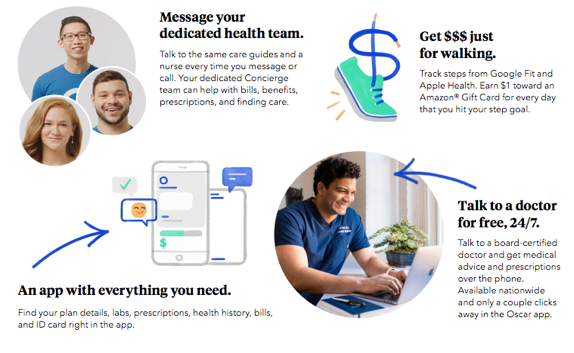 Message your
dedicated health team.
Talk to the same care guides and a
nurse every time you message or
call. Your dedicated Concierge
team can help with bills, benefits,
prescriptions, and finding care.
Get $$$ just
for walking.
Track steps from Google Fit and
Apple Health. Earn $1 toward an
Amazon® Gift Card for every day
that you hit your step goal.
An app with everything you need.
Find your plan details, labs, prescriptions, health history, bills,
and ID card right in the app.
Talk to a doctor
for free, 24/7.
Talk to a board-certified
doctor and get medical
advice and prescriptions
over the phone.
Available nationwide
and only a couple clicks
away in the Oscar app.